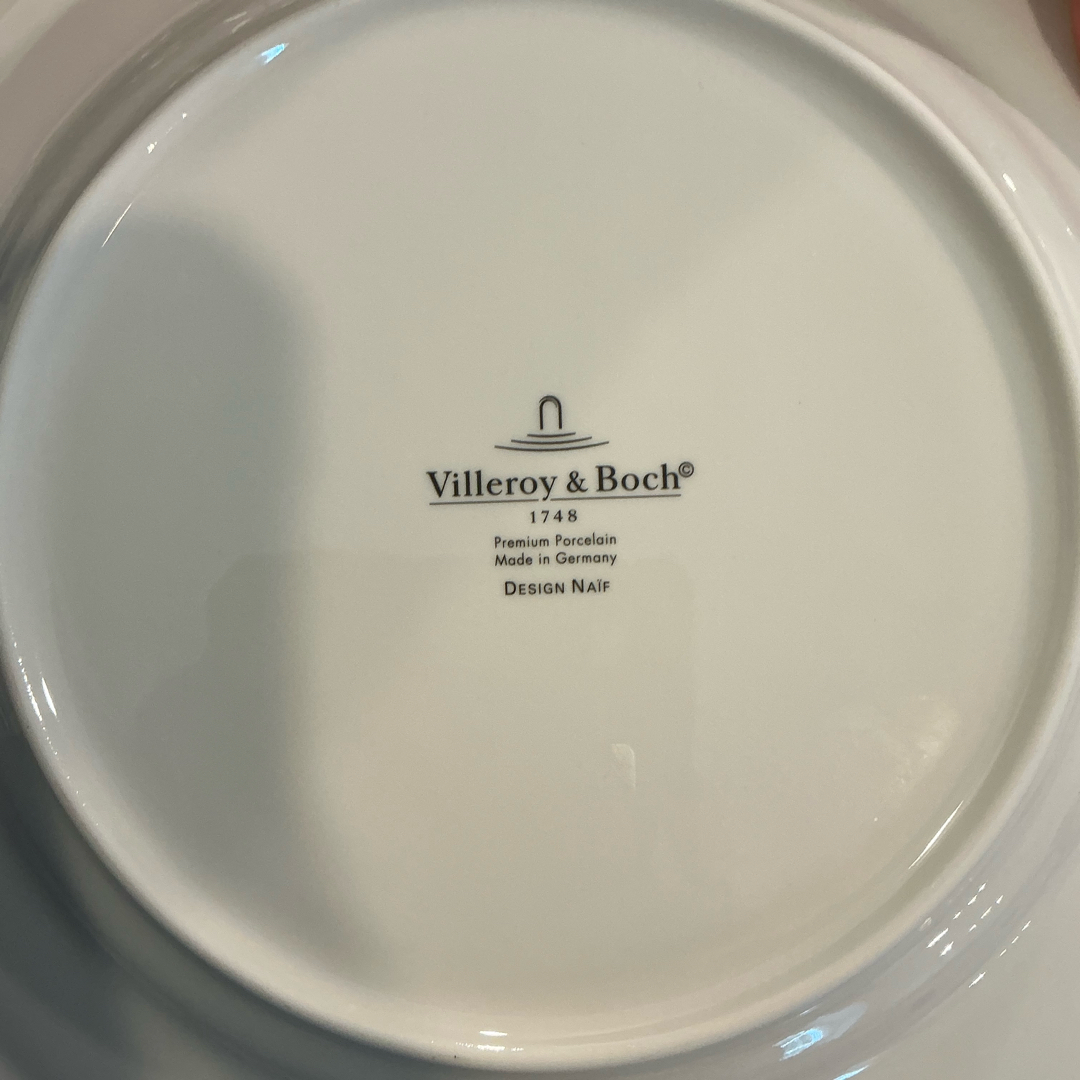 Villeroy & Boch©
1748
Premium Porcelain
Made in Germany
DESIGN NAÏF